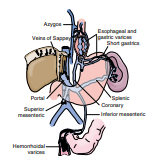 Azygos
Esophageal and
gastric varices
Veins of Sappey
Short gastrics
Portal
Splenic
Superior
mesenteric
Coronary
Inferior mesenteric
Hemorrhoidal
varices